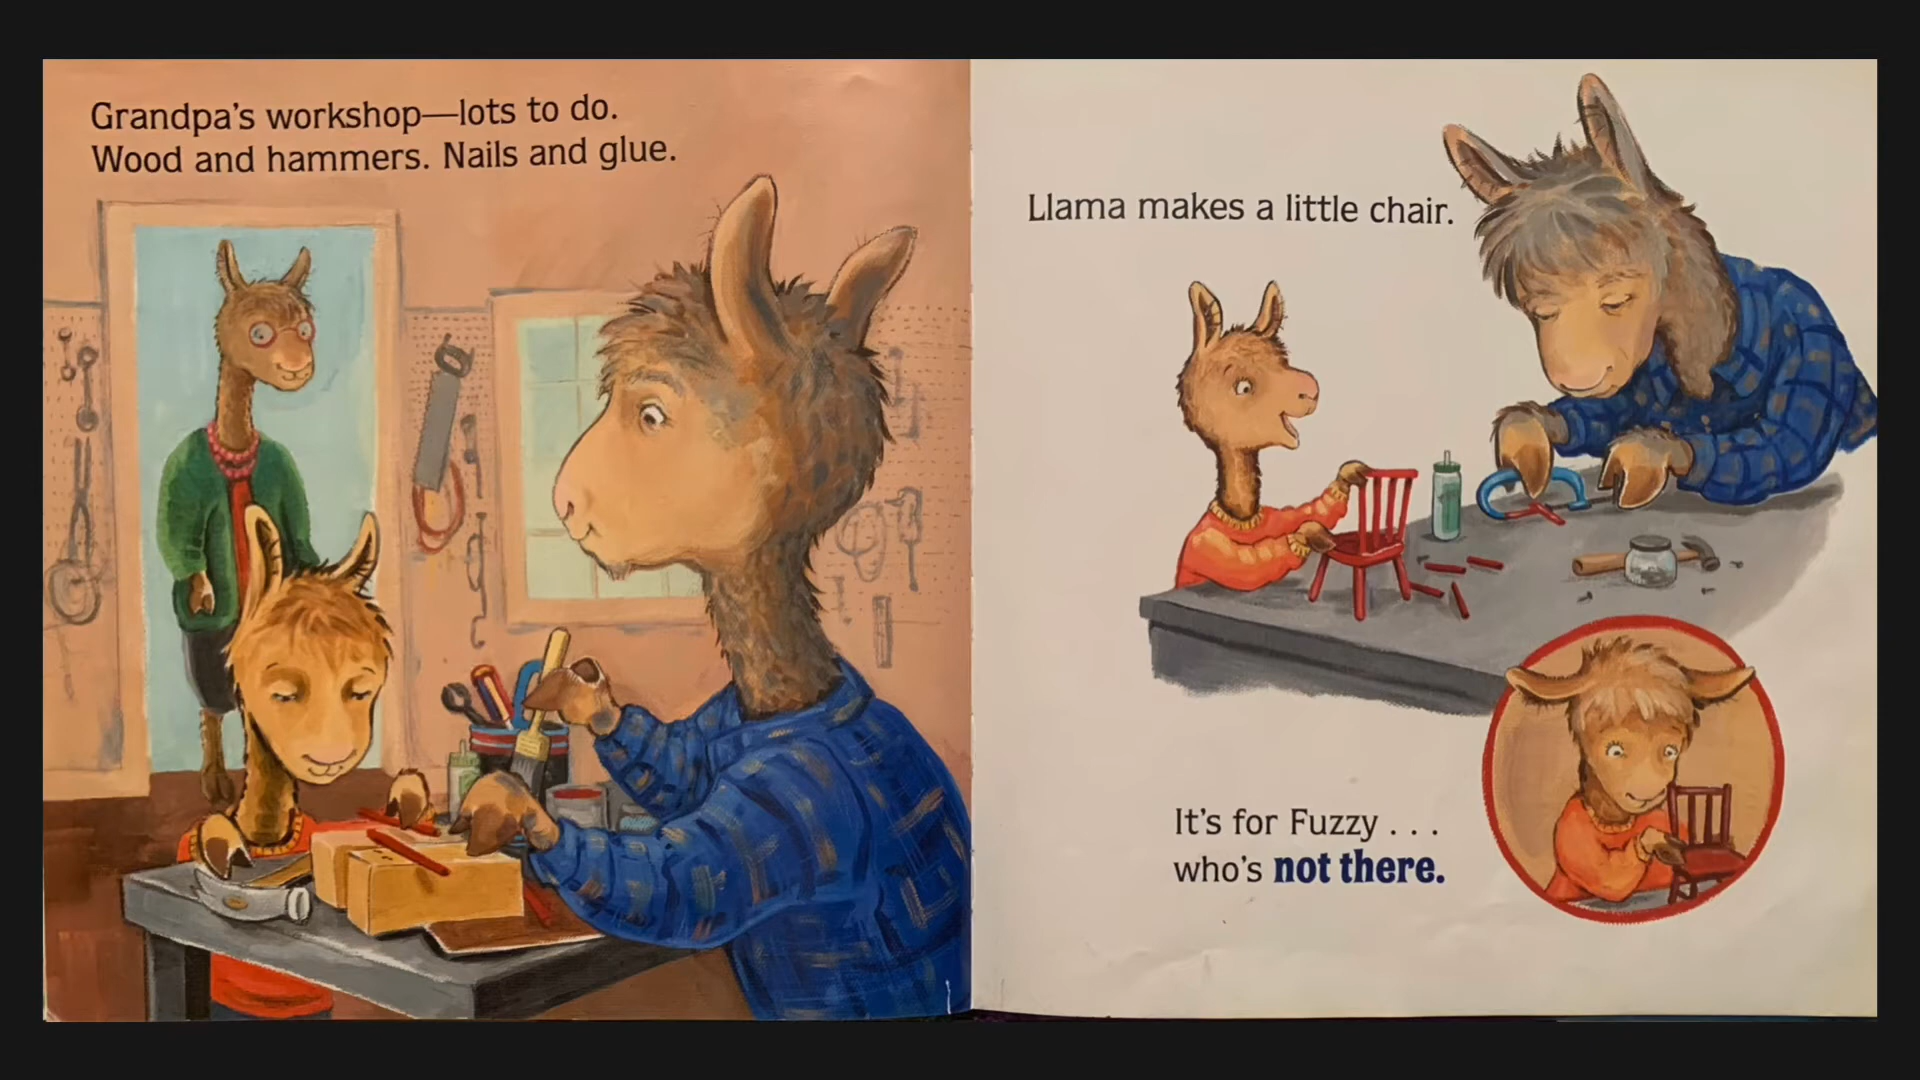 Grandpa's workshop—lots to do.
Wood and hammers. Nails and glue.
Llama makes a little chair.
It's for Fuzzy . . .
who's not there.